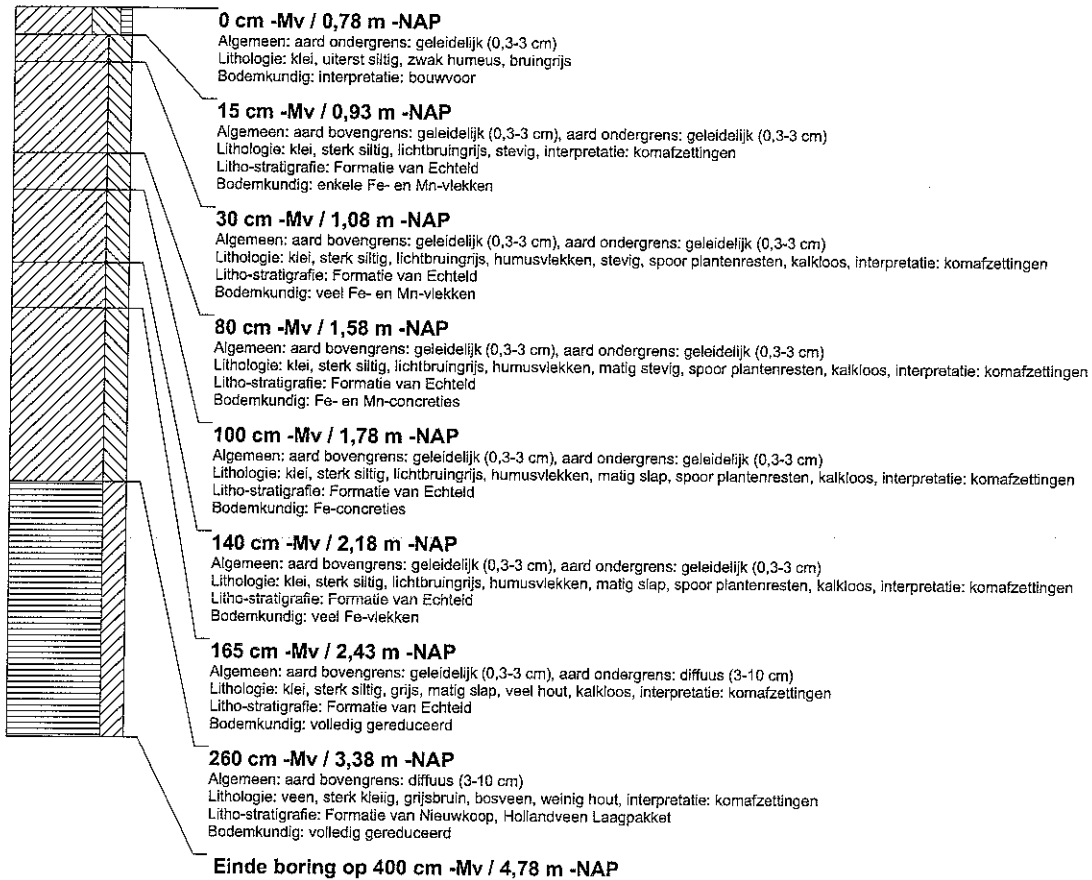 0 cm -Mv / 0,78 m -NAP
Algemeen: aard ondergrens: geleidelijk (0,3-3 cm)
Lithologie: klei, uiterst siltig, zwak humeus, bruingrijs
Bodemkundig: interpretatie: bouwvoor
15 cm -Mv / 0,93 m -NAP
Algemeen: aard bovengrens: geleidelijk (0,3-3 cm), aard ondergrens: geleidelijk (0,3-3 cm)
Lithologie: klei, sterk siltig, lichtbruingrijs, stevig, interpretatie: komafzettingen
Litho-stratigrafie: Formatie van Echteld
Bodemkundig: enkele Fe- en Mn-vlekken
30 cm -Mv / 1,08 m -NAP
Algemeen: aard bovengrens: geleidelijk (0,3-3 cm), aard ondergrens: geleidelijk (0,3-3 cm)
Lithologie: klei, sterk siltig, lichtbruingrijs, humusvlekken, stevig, spoor plantenresten, kalkloos, interpretatie: komafzettingen
Litho-stratigrafie: Formatie van Echteld
Bodemkundig: veel Fe- en Mn-vlekken
80 cm -Mv / 1,58 m -NAP
Algemeen: aard bovengrens: geleidelijk (0,3-3 cm), aard ondergrens: geleidelijk (0,3-3 cm)
Lithologie: klei, sterk siltig, lichtbruingrijs, humusvlekken, matig stevig, spoor plantenresten, kalkloos, interpretatie: komafzettingen
Litho-stratigrafie: Formatie van Echteld
Bodemkundig: Fe- en Mn-concreties
100 cm -Mv / 1,78 m -NAP
Algemeen: aard bovengrens: geleidelijk (0,3-3 cm), aard ondergrens: geleidelijk (0,3-3 cm)
Lithologie: klei, sterk siltig, lichtbruingrijs, humusvlekken, matig slap, spoor plantenresten, kalkloos, interpretatie: komafzettingen
Litho-stratigrafie: Formatie van Echteld
Bodemkundig: Fe-concreties
140 cm -Mv / 2,18 m -NAP
Algemeen: aard bovengrens: geleidelijk (0,3-3 cm), aard ondergrens: geleidelijk (0,3-3 cm)
Lithologie: klei, sterk siltig, lichtbruingrijs, humusvlekken, matig slap, spoor plantenresten, kalkloos, interpretatie: komafzettingen
Litho-stratigrafie: Formatie van Echteld
Bodemkundig: veel Fe-vlekken
165 cm -Mv / 2,43 m -NAP
Algemeen: aard bovengrens: geleidelijk (0,3-3 cm), aard ondergrens: diffuus (3-10 cm)
Lithologie: klei, sterk siltig, grijs, matig slap, veel hout, kalkloos, interpretatie: komafzettingen
Litho-stratigrafie: Formatie van Echteld
Bodemkundig: volledig gereduceerd
260 cm -Mv / 3,38 m -NAP
Algemeen: aard bovengrens: diffuus (3-10 cm)
Lithologie: veen, sterk kleiig, grijsbruin, bosveen, weinig hout, interpretatie: komafzettingen
Litho-stratigrafie: Formatie van Nieuwkoop, Hollandveen Laagpakket
Bodemkundig: volledig gereduceerd
Einde boring op 400 cm -Mv / 4,78 m -NAP